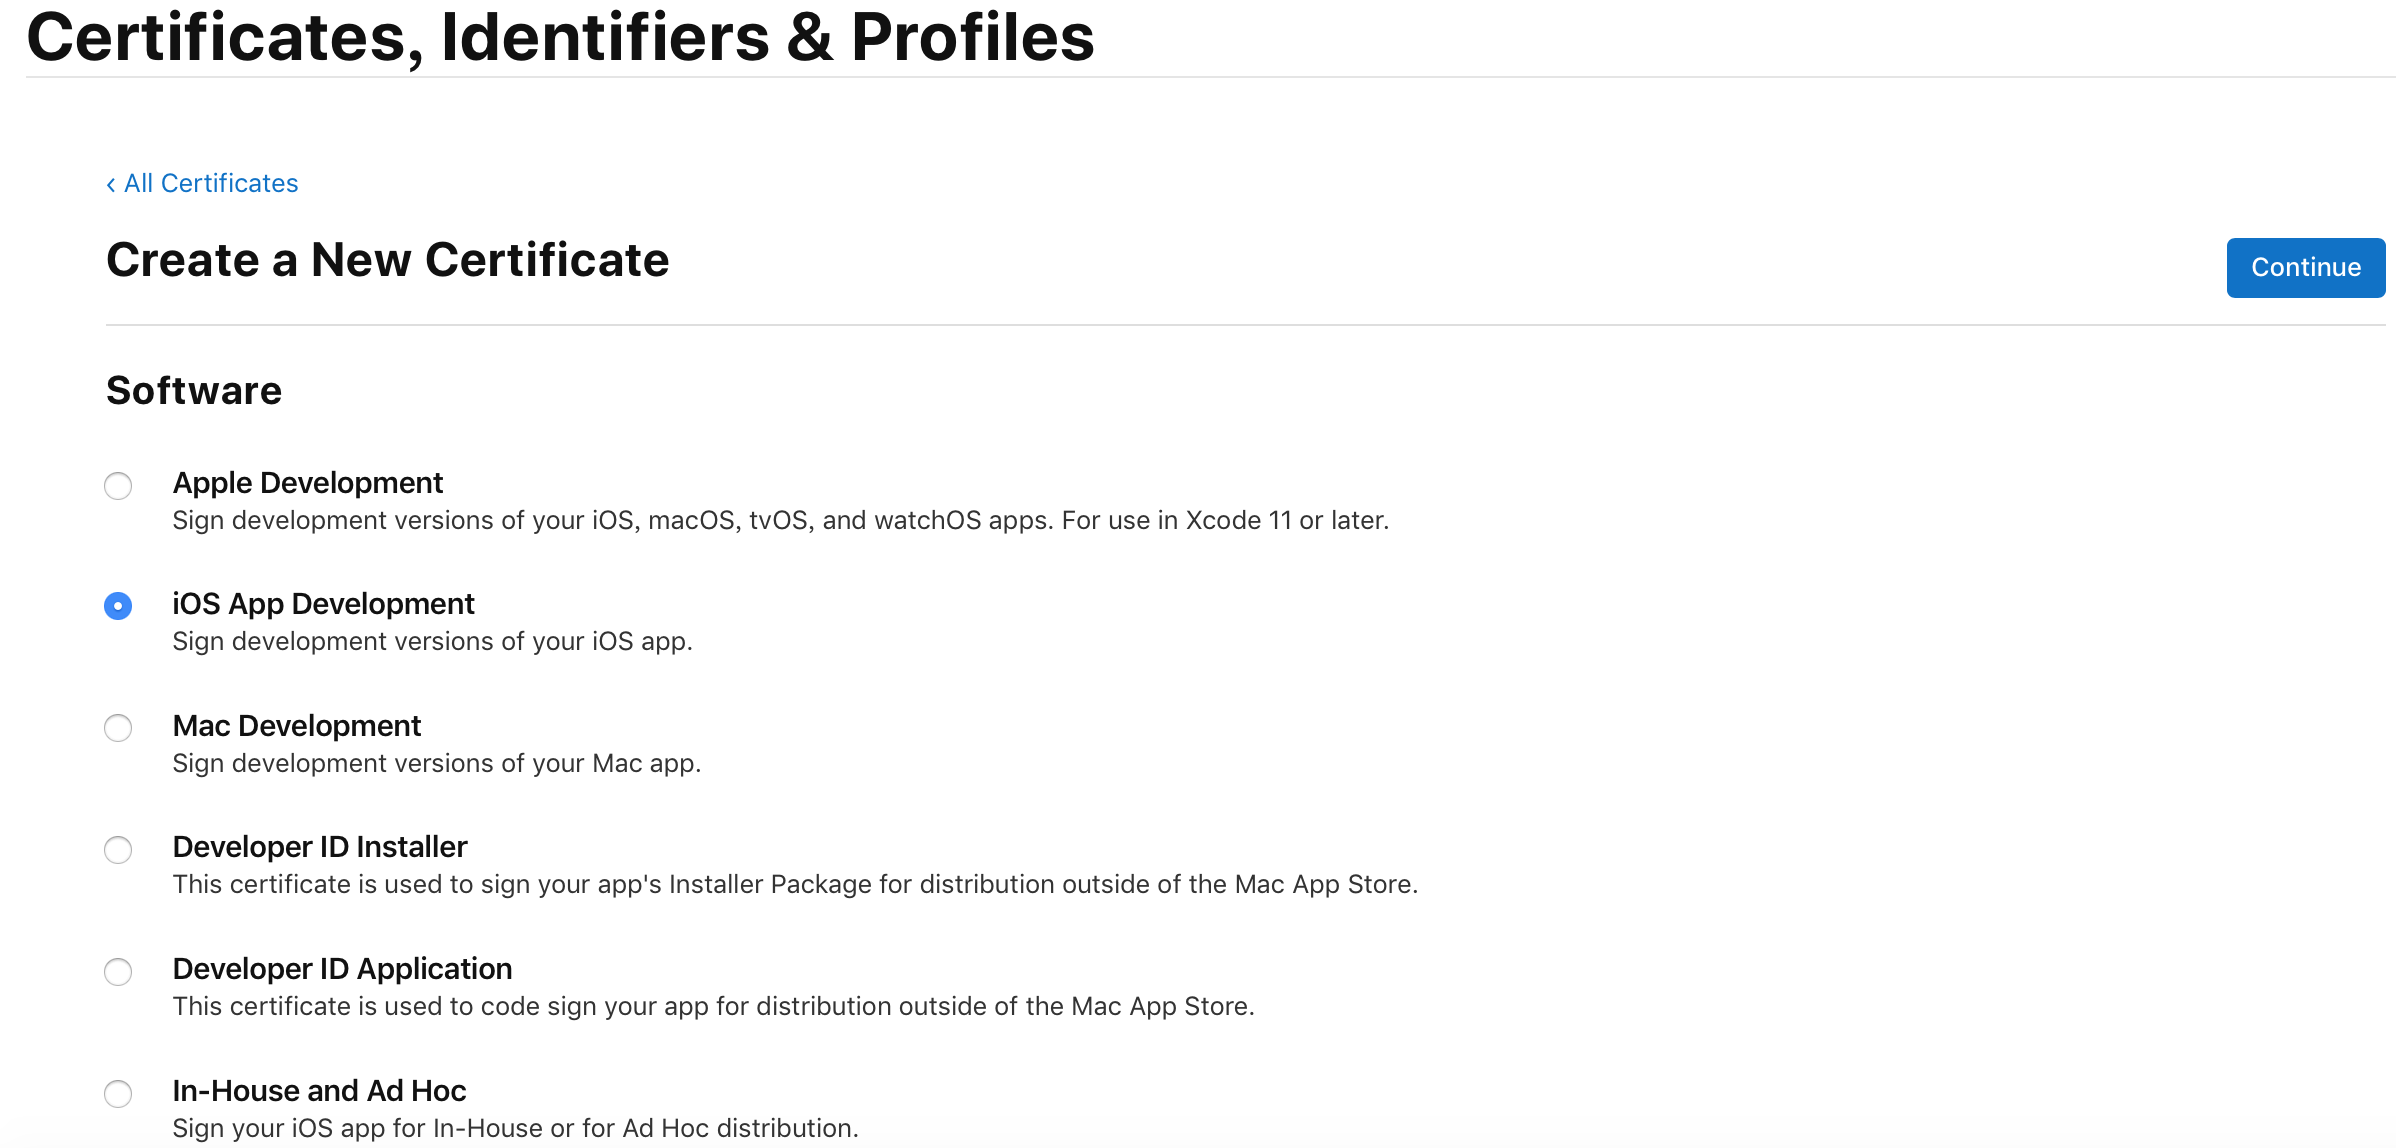 Certificates, Identifiers & Profiles
‹ All Certificates
Create a New Certificate
Continue
Software
Apple Development
Sign development versions of your iOS, macOS, tvOS, and watchOS apps. For use in Xcode 11 or later.
iOS App Development
Sign development versions of your iOS app.
Mac Development
Sign development versions of your Mac app.
Developer ID Installer
This certificate is used to sign your app's Installer Package for distribution outside of the Mac App Store.
Developer ID Application
This certificate is used to code sign your app for distribution outside of the Mac App Store.
In-House and Ad Hoc
Sign your iOS app for In-House or for Ad Hoc distribution.